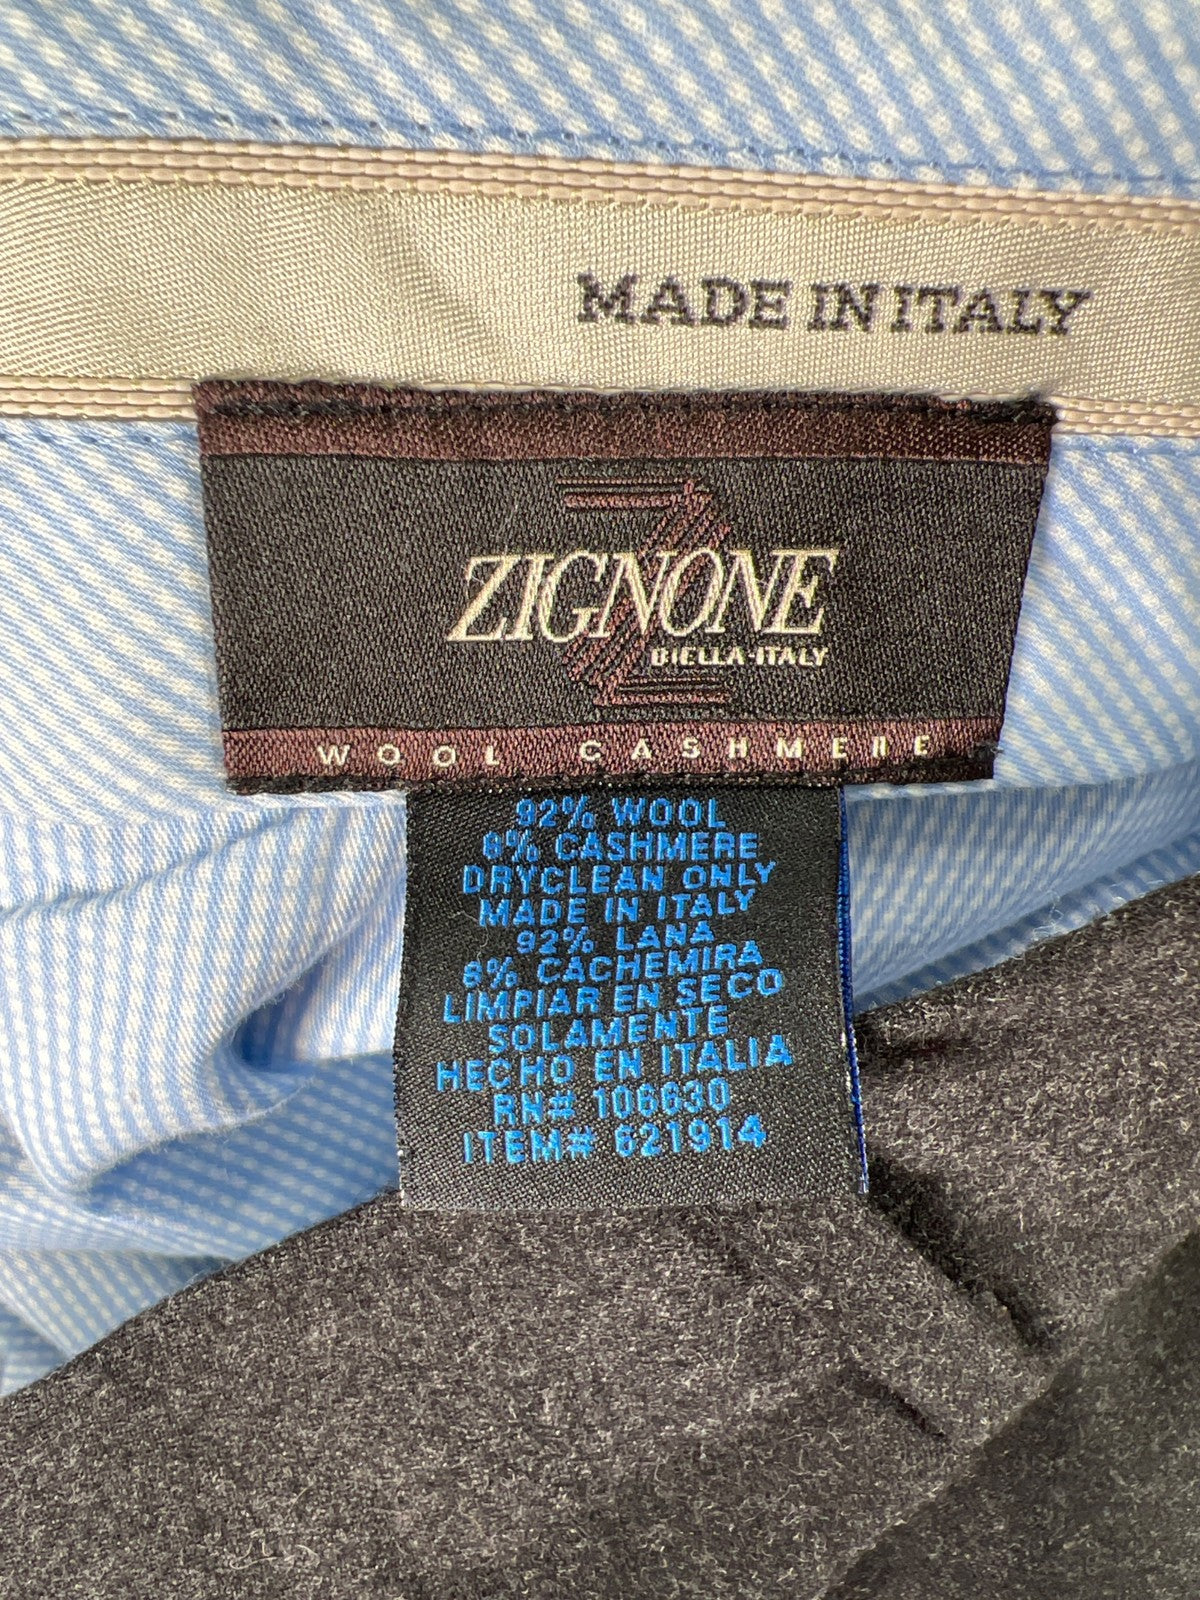 MADE IN ITALY
ZIGNONE
BIELLA-ITALY
WOOL CASHMERE
92% WOOL
8% CASHMERE
DRYCLEAN ONLY
MADE IN ITALY
92% LANA
8% CACHEMIRA
LIMPIAR EN SECO
SOLAMENTE
HECHO EN ITALIA
RN# 106630
ITEM# 621914